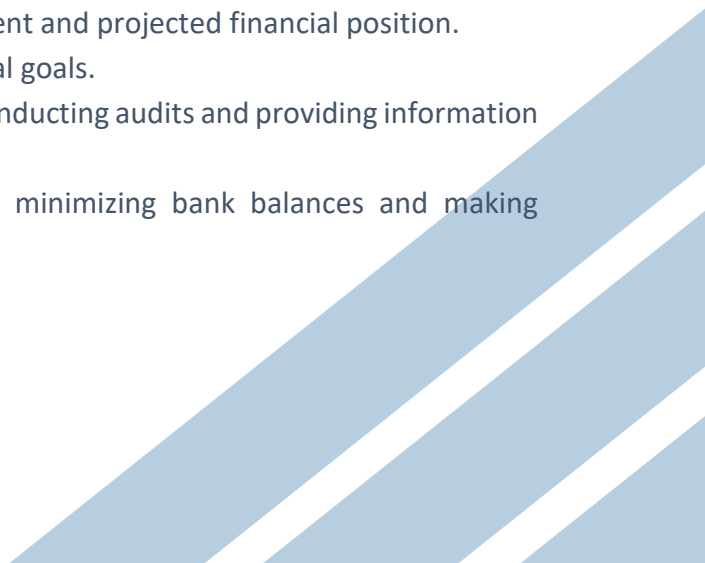 ent and projected financial position.
al goals.
nducting audits and providing information
minimizing bank balances and making